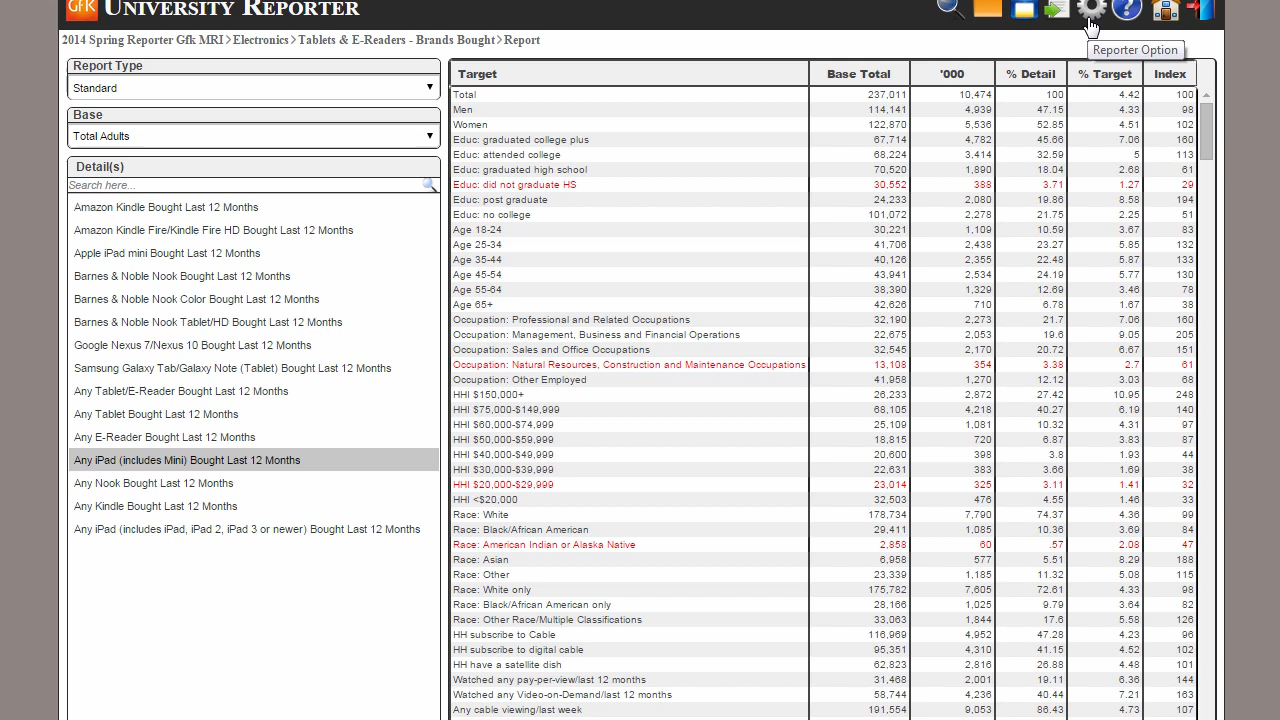 GfK UNIVERSITY REPORTER
2014 Spring Reporter Gfk MRI>Electronics>Tablets & E-Readers - Brands Bought>Report
Reporter Option
Report Type
Standard
Base
Total Adults
Detail(s)
Search here...
Amazon Kindle Bought Last 12 Months
Amazon Kindle Fire/Kindle Fire HD Bought Last 12 Months
Apple iPad mini Bought Last 12 Months
Barnes & Noble Nook Bought Last 12 Months
Barnes & Noble Nook Color Bought Last 12 Months
Barnes & Noble Nook Tablet/HD Bought Last 12 Months
Google Nexus 7/Nexus 10 Bought Last 12 Months
Samsung Galaxy Tab/Galaxy Note (Tablet) Bought Last 12 Months
Any Tablet/E-Reader Bought Last 12 Months
Any Tablet Bought Last 12 Months
Any E-Reader Bought Last 12 Months
Any iPad (includes Mini) Bought Last 12 Months
Any Nook Bought Last 12 Months
Any Kindle Bought Last 12 Months
Any iPad (includes iPad, iPad 2, iPad 3 or newer) Bought Last 12 Months
Target Base Total '000 % Detail % Target Index
Total 237,011 10,474 100 4.42 100
Men 114,141 4,939 47.15 4.33 98
Women 122,870 5,536 52.85 4.51 102
Educ: graduated college plus 67,714 4,782 45.66 7.06 160
Educ: attended college 68,224 3,414 32.59 5 113
Educ: graduated high school 70,520 1,890 18.04 2.68 61
Educ: did not graduate HS 30,552 388 3.71 1.27 29
Educ: post graduate 24,233 2,080 19.86 8.58 194
Educ: no college 101,072 2,278 21.75 2.25 51
Age 18-24 30,221 1,109 10.59 3.67 83
Age 25-34 41,706 2,438 23.27 5.85 132
Age 35-44 40,126 2,355 22.48 5.87 133
Age 45-54 43,941 2,534 24.19 5.77 130
Age 55-64 38,390 1,329 12.69 3.46 78
Age 65+ 42,626 710 6.78 1.67 38
Occupation: Professional and Related Occupations 32,190 2,273 21.7 7.06 160
Occupation: Management, Business and Financial Operations 22,675 2,053 19.6 9.05 205
Occupation: Sales and Office Occupations 32,545 2,170 20.72 6.67 151
Occupation: Natural Resources, Construction and Maintenance Occupations 13,108 354 3.38 2.7 61
Occupation: Other Employed 41,958 1,270 12.12 3.03 68
HHI $150,000+ 26,233 2,872 27.42 10.95 248
HHI $75,000-$149,999 68,105 4,218 40.27 6.19 140
HHI $60,000-$74,999 25,109 1,081 10.32 4.31 97
HHI $50,000-$59,999 18,815 720 6.87 3.83 87
HHI $40,000-$49,999 20,600 398 3.8 1.93 44
HHI $30,000-$39,999 22,631 383 3.66 1.69 38
HHI $20,000-$29,999 23,014 325 3.11 1.41 32
HHI <$20,000 32,503 476 4.55 1.46 33
Race: White 178,734 7,790 74.37 4.36 99
Race: Black/African American 29,411 1,085 10.36 3.69 84
Race: American Indian or Alaska Native 2,858 60 .57 2.08 47
Race: Asian 6,958 577 5.51 8.29 188
Race: Other 23,339 1,185 11.32 5.08 115
Race: White only 175,782 7,605 72.61 4.33 98
Race: Black/African American only 28,166 1,025 9.79 3.64 82
Race: Other Race/Multiple Classifications 33,063 1,844 17.6 5.58 126
HH subscribe to Cable 116,969 4,952 47.28 4.23 96
HH subscribe to digital cable 95,351 4,310 41.15 4.52 102
HH have a satellite dish 62,823 2,816 26.88 4.48 101
Watched any pay-per-view/last 12 months 31,468 2,001 19.11 6.36 144
Watched any Video-on-Demand/last 12 months 58,744 4,236 40.44 7.21 163
Any cable viewing/last week 191,554 9,053 86.43 4.73 107